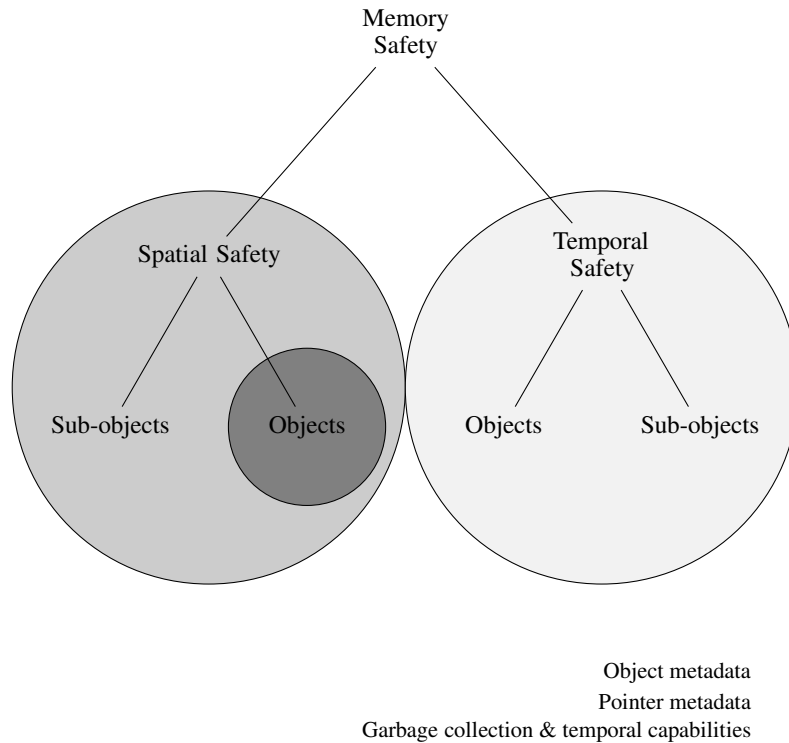 Memory
Safety
Spatial Safety
Temporal
Safety
Sub-objects
Objects
Objects
Sub-objects
Object metadata
Pointer metadata
Garbage collection & temporal capabilities